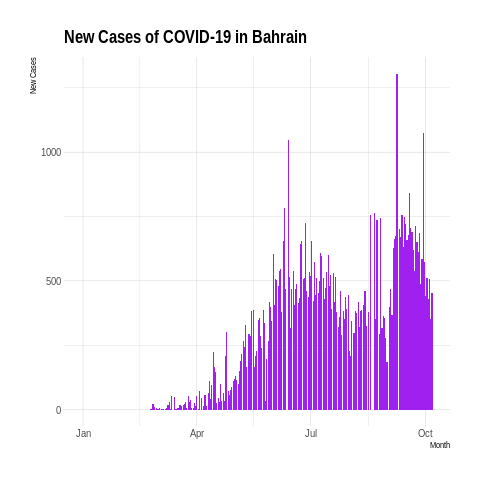 New Cases of COVID-19 in Bahrain
New Cases
1000
500
0
Jan Apr Jul Oct
Month